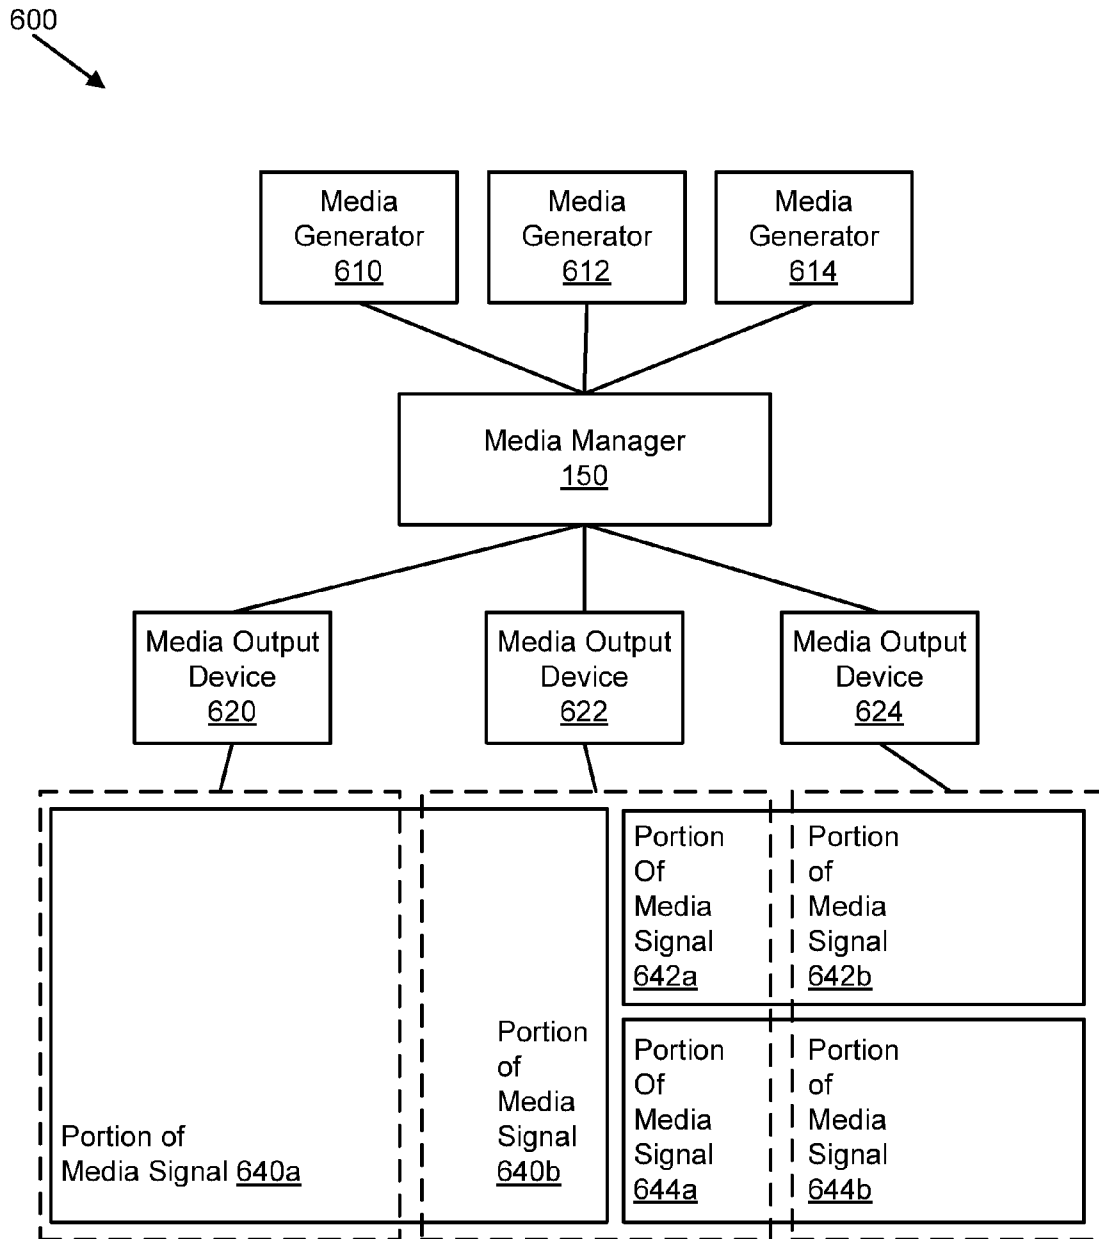 600
Media
Generator
610
Media
Generator
612
Media
Generator
614
Media Manager
150
Media Output
Device
620
Media Output
Device
622
Media Output
Device
624
Portion of
Media Signal 640a
Portion
of
Media
Signal
640b
Portion
Of
Media
Signal
642a
Portion
of
Media
Signal
642b
Portion
Of
Media
Signal
644a
Portion
of
Media
Signal
644b